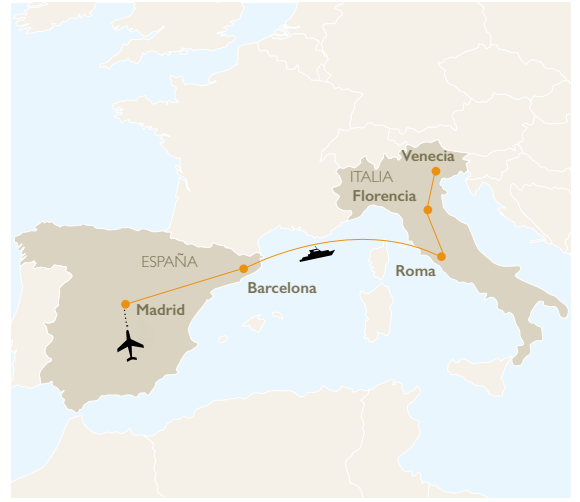 Venecia
ITALIA
Florencia
ESPAÑA
Roma
Barcelona
Madrid